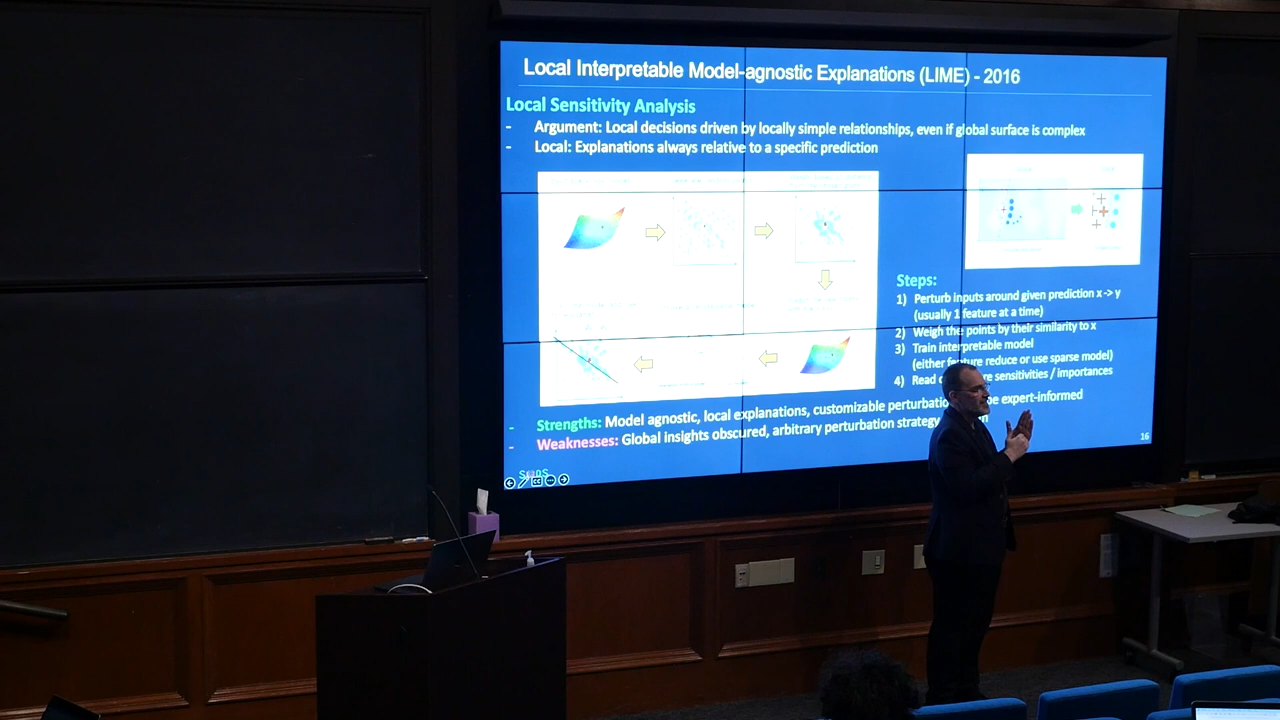 Local Interpretable Model-agnostic Explanations (LIME) - 2016
Local Sensitivity Analysis
- Argument: Local decisions driven by locally simple relationships, even if global surface is complex
- Local: Explanations always relative to a specific prediction
Steps:
1) Perturb inputs around given prediction x -> y
(usually 1 feature at a time)
2) Weigh the points by their similarity to x
3) Train interpretable model
(either feature reduce or use sparse model)
4) Read sensitivities / importances
- Strengths: Model agnostic, local explanations, customizable be expert-informed
- Weaknesses: Global insights obscured, arbitrary perturbation strategy
16